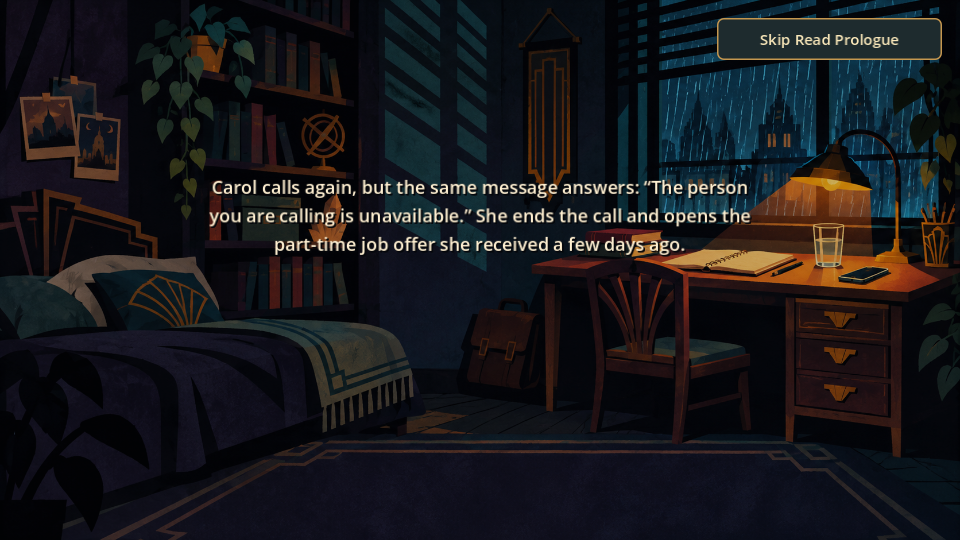 Skip Read Prologue
Carol calls again, but the same message answers: “The person
you are calling is unavailable.” She ends the call and opens the
part-time job offer she received a few days ago.